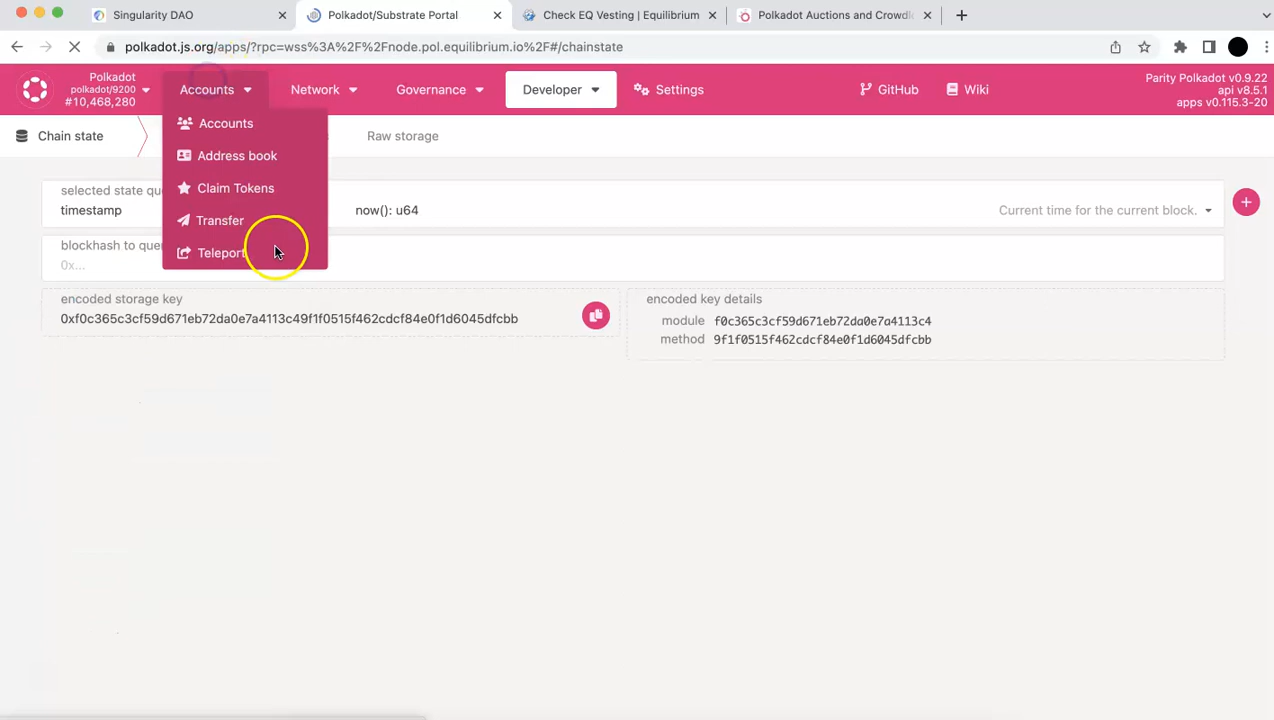 Singularity DAO
Polkadot/Substrate Portal
Check EQ Vesting | Equilibrium
Polkadot Auctions and Crowdlo
polkadot.js.org/apps/?rpc=wss%3A%2F%2Fnode.pol.equilibrium.io%2F#/chainstate
Polkadot
polkadot/9200
#10,468,280
Accounts
Network
Governance
Developer
Settings
GitHub
Wiki
Parity Polkadot v0.9.22
api v8.5.1
apps v0.115.3-20
Chain state
Raw storage
Accounts
Address book
Claim Tokens
Transfer
Teleport
selected state qu
timestamp
now(): u64
Current time for the current block.
blockhash to que
0x...
encoded storage key
0xf0c365c3cf59d671eb72da0e7a4113c49f1f0515f462cdcf84e0f1d6045dfcbb
encoded key details
module f0c365c3cf59d671eb72da0e7a4113c4
method 9f1f0515f462cdcf84e0f1d6045dfcbb